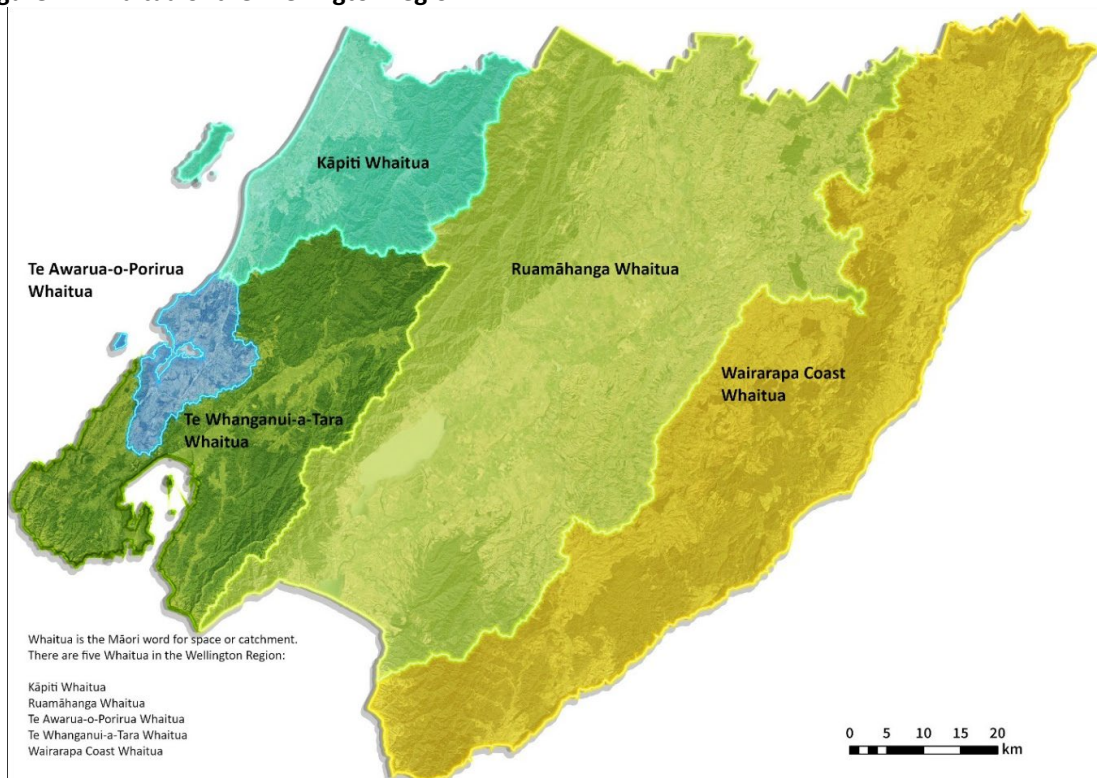 Kāpiti Whaitua
Te Awarua-o-Porirua
Whaitua
Ruamāhanga Whaitua
Wairarapa Coast
Whaitua
Te Whanganui-a-Tara
Whaitua
Whaitua is the Māori word for space or catchment.
There are five Whaitua in the Wellington Region:
Kāpiti Whaitua
Ruamāhanga Whaitua
Te Awarua-o-Porirua Whaitua
Te Whanganui-a-Tara Whaitua
Wairarapa Coast Whaitua
0 5 10 15 20
km